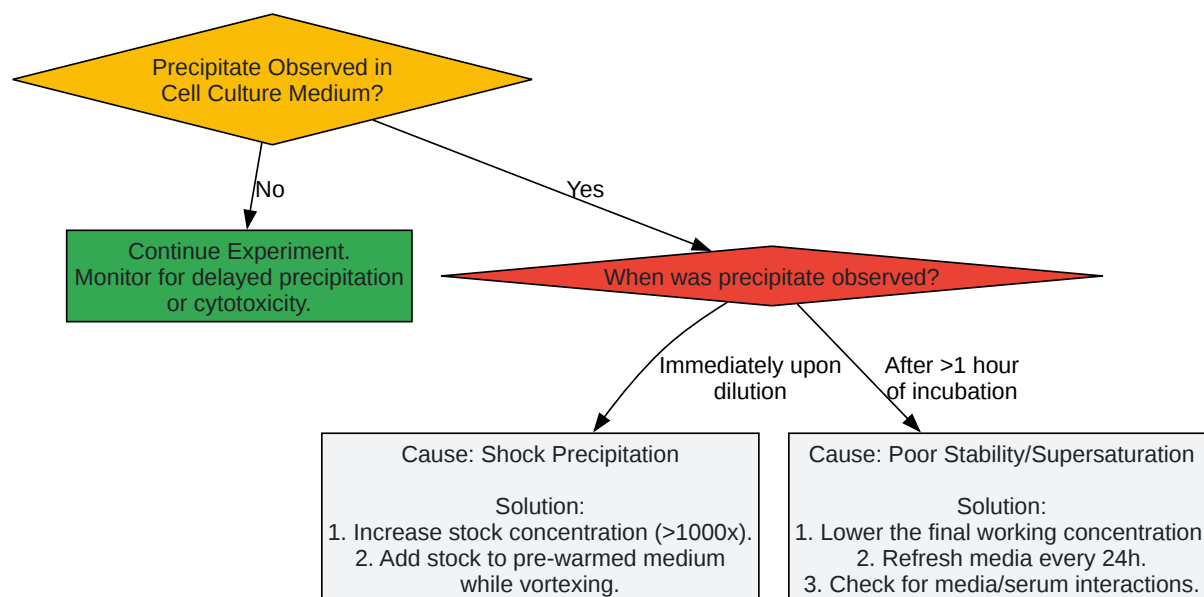 Precipitate Observed in
Cell Culture Medium?
No
Yes
Continue Experiment.
Monitor for delayed precipitation
or cytotoxicity.
When was precipitate observed?
Immediately upon
dilution
After >1 hour
of incubation
Cause: Shock Precipitation
Solution:
1. Increase stock concentration (>1000x).
2. Add stock to pre-warmed medium
while vortexing.
Cause: Poor Stability/Supersaturation
Solution:
1. Lower the final working concentration
2. Refresh media every 24h.
3. Check for media/serum interactions.